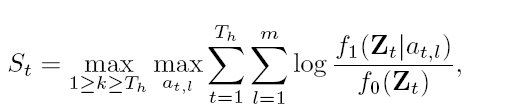 S_t = \max_{1 \geq k \geq T_h} \max_{a_{t,l}} \sum_{t=1}^{T_h} \sum_{l=1}^{m} \log \frac{f_1(\mathbf{Z}_t | a_{t,l})}{f_0(\mathbf{Z}_t)},